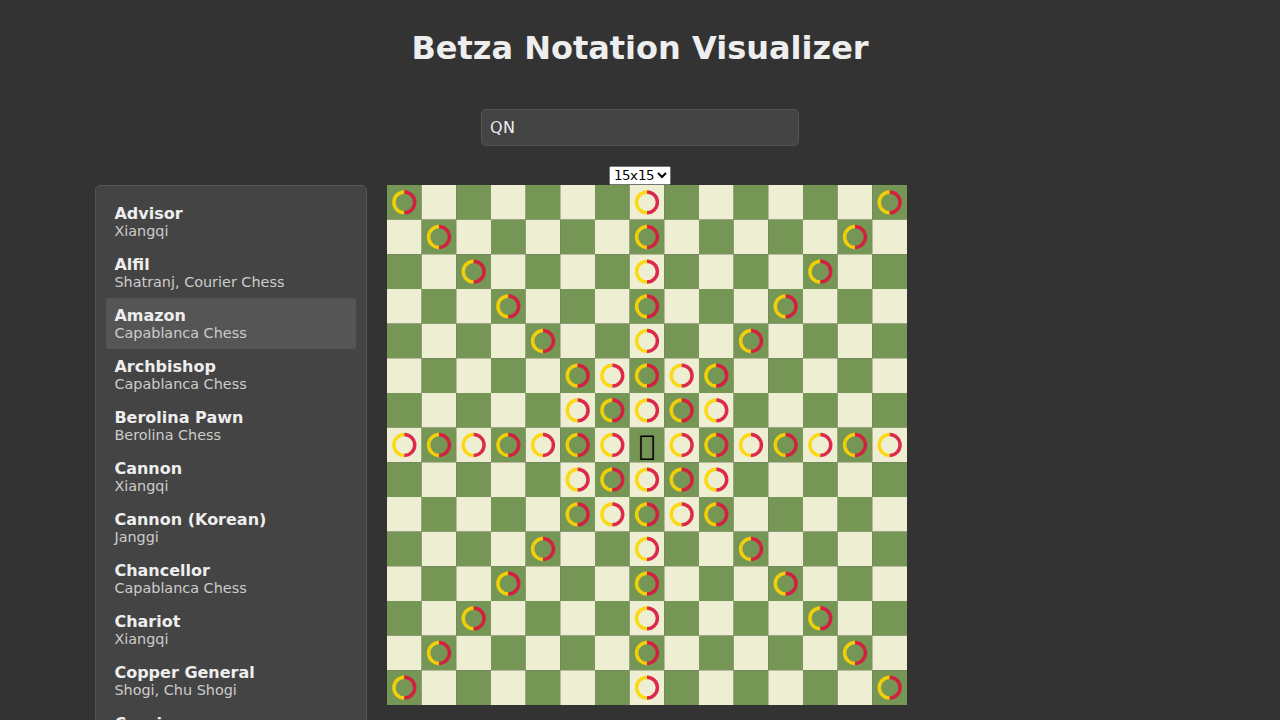 Betza Notation Visualizer
QN
15x15
Advisor
Xiangqi
Alfil
Shatranj, Courier Chess
Amazon
Capablanca Chess
Archbishop
Capablanca Chess
Berolina Pawn
Berolina Chess
Cannon
Xiangqi
Cannon (Korean)
Janggi
Chancellor
Capablanca Chess
Chariot
Xiangqi
Copper General
Shogi, Chu Shogi